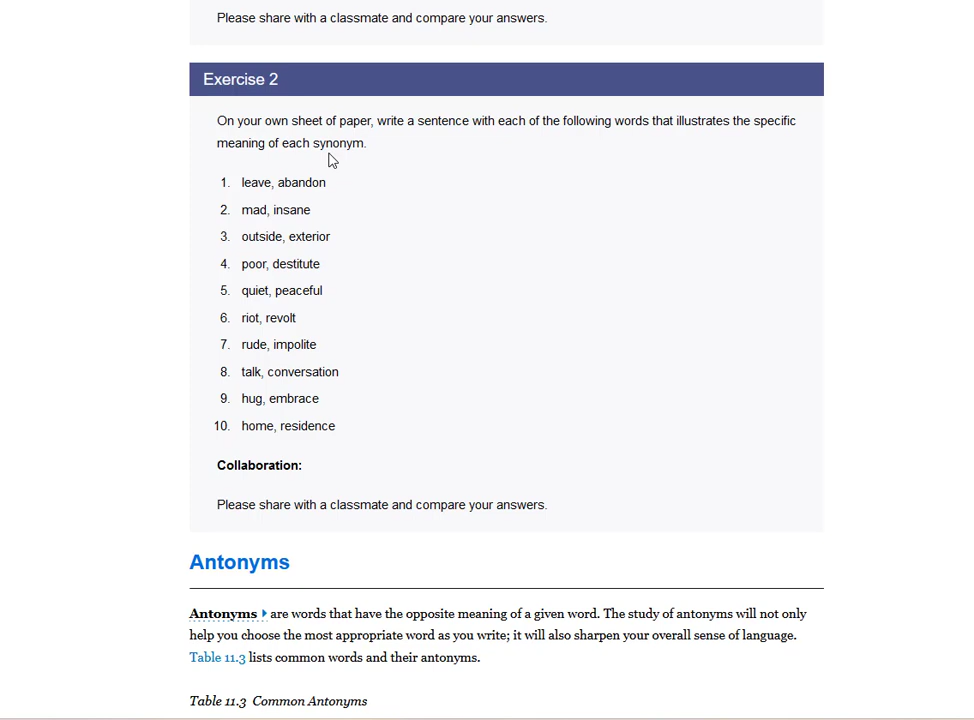 Please share with a classmate and compare your answers.
Exercise 2
On your own sheet of paper, write a sentence with each of the following words that illustrates the specific
meaning of each synonym.
1. leave, abandon
2. mad, insane
3. outside, exterior
4. poor, destitute
5. quiet, peaceful
6. riot, revolt
7. rude, impolite
8. talk, conversation
9. hug, embrace
10. home, residence
Collaboration:
Please share with a classmate and compare your answers.
Antonyms
Antonyms are words that have the opposite meaning of a given word. The study of antonyms will not only
help you choose the most appropriate word as you write; it will also sharpen your overall sense of language.
Table 11.3 lists common words and their antonyms.
Table 11.3 Common Antonyms